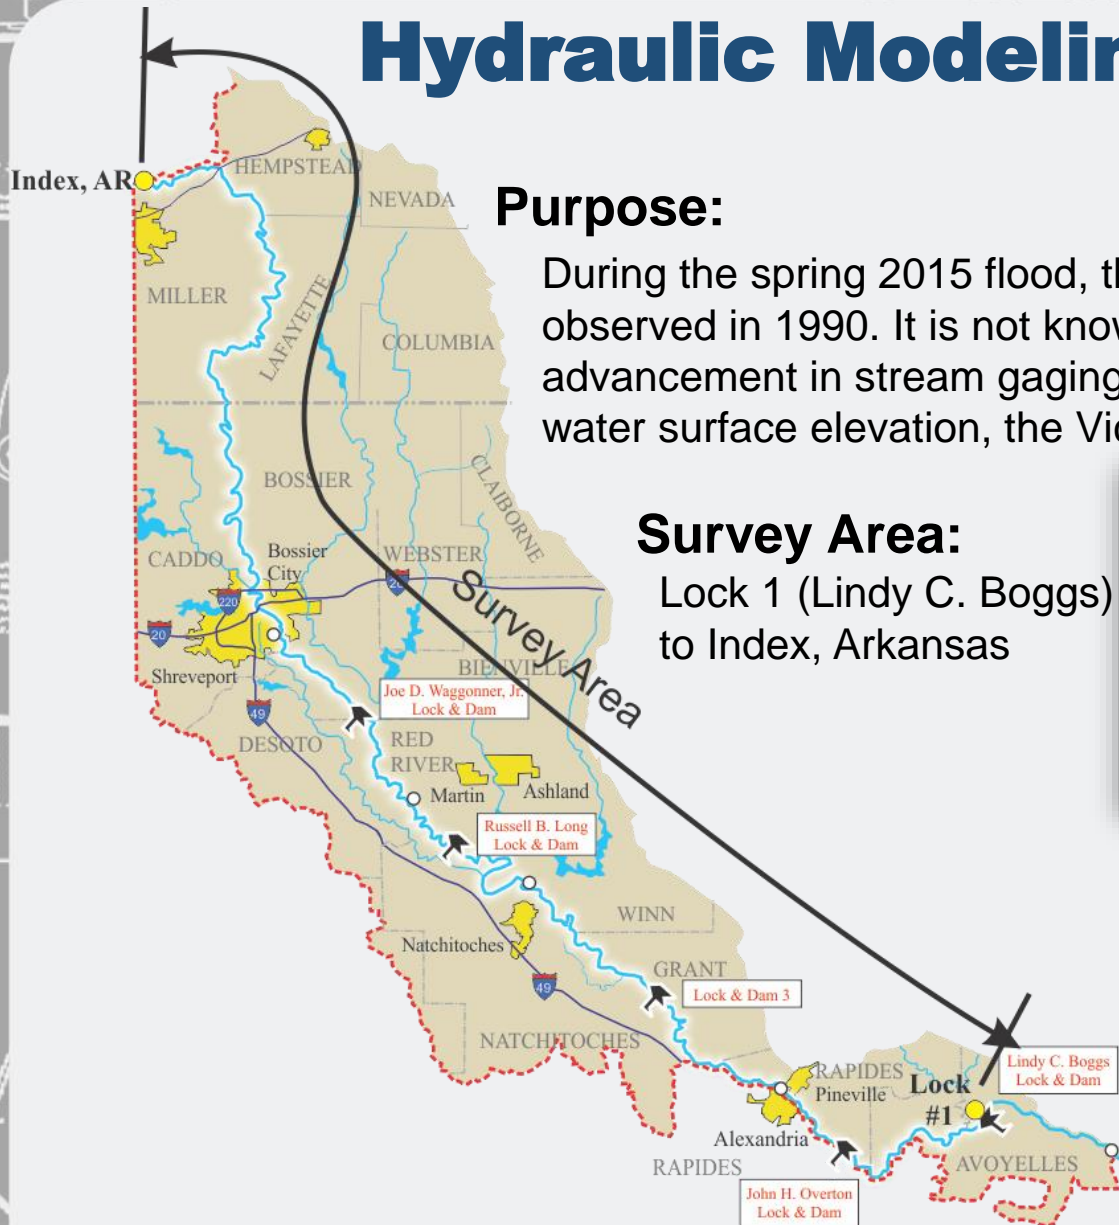 Hydraulic Modelin
Index, AR
HEMPSTEAD
NEVADA
Purpose:
During the spring 2015 flood, th
observed in 1990. It is not know
advancement in stream gaging
water surface elevation, the Vic
MILLER
LAFAYETTE
COLUMBIA
BOSSIER
CLAIBORNE
Survey Area:
Lock 1 (Lindy C. Boggs)
to Index, Arkansas
CADDO
Bossier
City
WEBSTER
20
220
20
Survey Area
BIENVILLE
Shreveport
Joe D. Waggonner, Jr.
Lock & Dam
49
DESOTO
RED
RIVER
Martin
Ashland
Russell B. Long
Lock & Dam
WINN
Natchitoches
GRANT
49
Lock & Dam 3
NATCHITOCHES
Lindy C. Boggs
Lock & Dam
RAPIDES
Pineville
Lock
#1
Alexandria
RAPIDES
AVOYELLES
John H. Overton
Lock & Dam